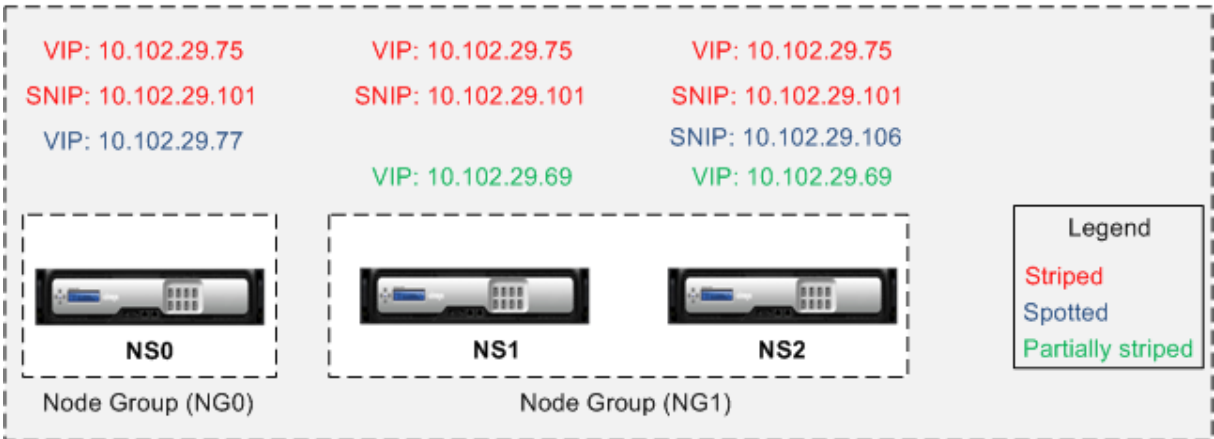 VIP: 10.102.29.75 VIP: 10.102.29.75 VIP: 10.102.29.75
SNIP: 10.102.29.101 SNIP: 10.102.29.101 SNIP: 10.102.29.101
VIP: 10.102.29.77 SNIP: 10.102.29.106
VIP: 10.102.29.69 VIP: 10.102.29.69
Legend
Striped
Spotted
Partially striped
NS0 NS1 NS2
Node Group (NG0) Node Group (NG1)